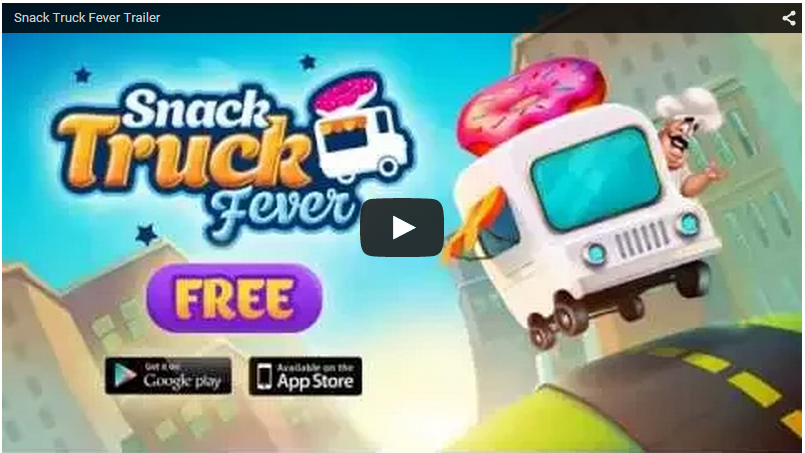 Snack Truck Fever Trailer
Snack
Truck
Fever
FREE
Get it on
Google play
Available on the
App Store